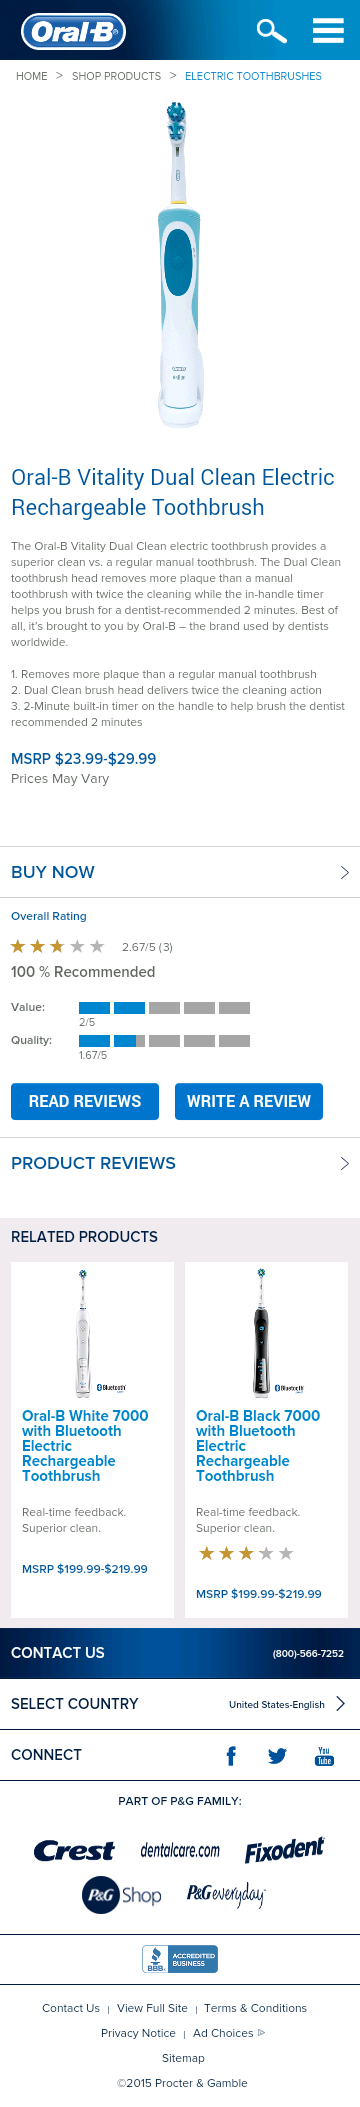 Oral-B
HOME > SHOP PRODUCTS > ELECTRIC TOOTHBRUSHES
Oral-B Vitality Dual Clean Electric
Rechargeable Toothbrush
The Oral-B Vitality Dual Clean electric toothbrush provides a
superior clean vs. a regular manual toothbrush. The Dual Clean
toothbrush head removes more plaque than a manual
toothbrush with twice the cleaning while the in-handle timer
helps you brush for a dentist-recommended 2 minutes. Best of
all, it's brought to you by Oral-B – the brand used by dentists
worldwide.
1. Removes more plaque than a regular manual toothbrush
2. Dual Clean brush head delivers twice the cleaning action
3. 2-Minute built-in timer on the handle to help brush the dentist
recommended 2 minutes
MSRP $23.99-$29.99
Prices May Vary
BUY NOW
Overall Rating
2.67/5 (3)
100 % Recommended
Value:
2/5
Quality:
1.67/5
READ REVIEWS WRITE A REVIEW
PRODUCT REVIEWS
RELATED PRODUCTS
Bluetooth
Oral-B White 7000
with Bluetooth
Electric
Rechargeable
Toothbrush
Real-time feedback.
Superior clean.
MSRP $199.99-$219.99
Bluetooth
Oral-B Black 7000
with Bluetooth
Electric
Rechargeable
Toothbrush
Real-time feedback.
Superior clean.
MSRP $199.99-$219.99
CONTACT US (800)-566-7252
SELECT COUNTRY United States-English
CONNECT f You Tube
PART OF P&G FAMILY:
Crest dentalcare.com Fixodent
P&G Shop P&G everyday
BBB ACCREDITED BUSINESS
Contact Us | View Full Site | Terms & Conditions
Privacy Notice | Ad Choices
Sitemap
©2015 Procter & Gamble